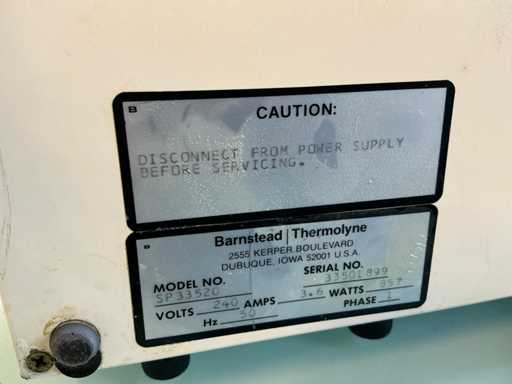 B
CAUTION:
DISCONNECT FROM POWER SUPPLY
BEFORE SERVICING.
B
Barnstead | Thermolyne
2555 KERPER BOULEVARD
DUBUQUE, IOWA 52001 U.S.A.
MODEL NO. SERIAL NO.
SP33520 33501899
VOLTS 240 AMPS 3.6 WATTS 857
Hz 50 PHASE 1